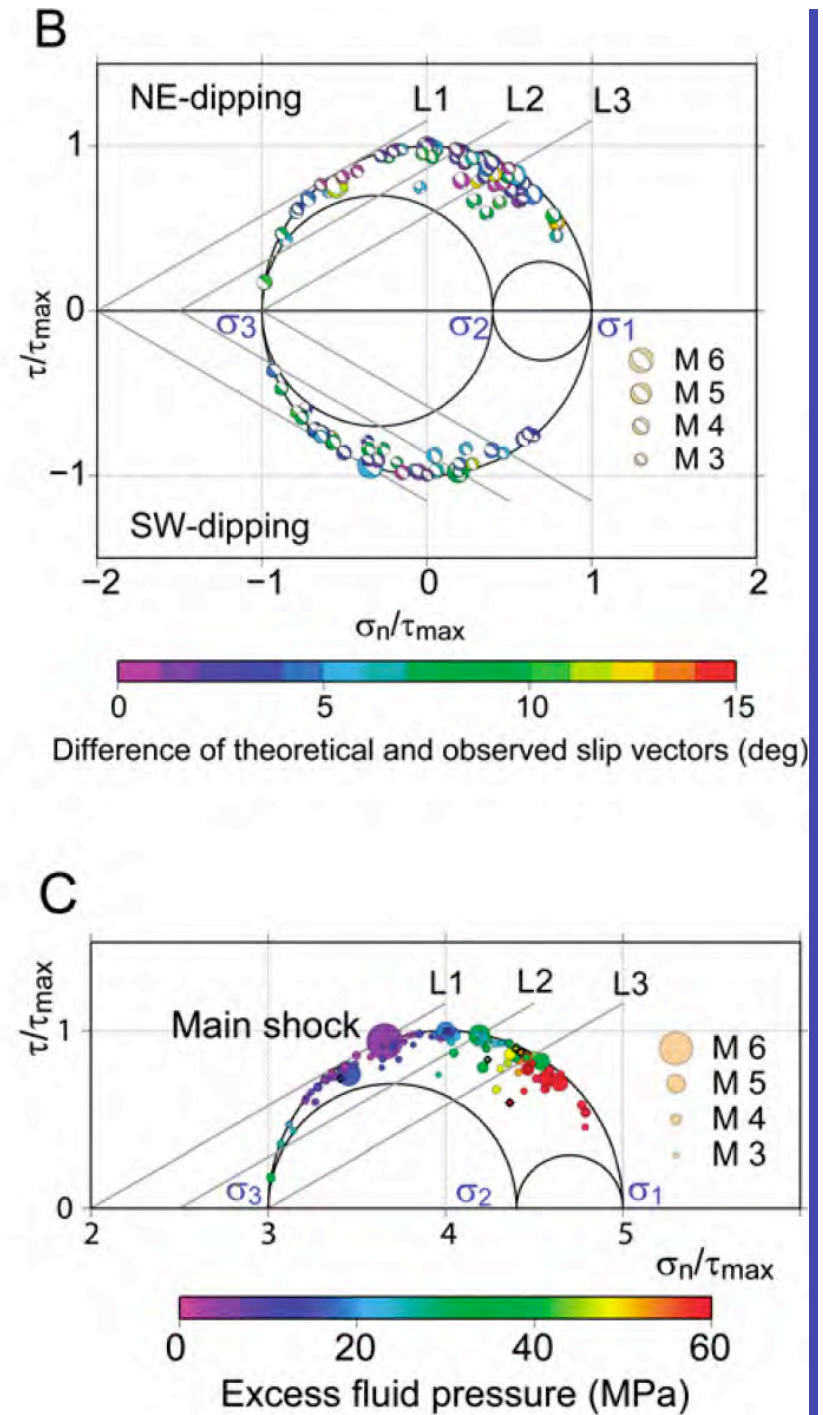 B
NE-dipping
L1
L2
L3
1
0
−1
τ/τmax
σ3
σ2
σ1
M 6
M 5
M 4
M 3
SW-dipping
−2
−1
0
1
2
σn/τmax
0
5
10
15
Difference of theoretical and observed slip vectors (deg)
C
τ/τmax
L1
L2
L3
1
Main shock
M 6
M 5
M 4
M 3
σ3
σ2
σ1
0
2
3
4
5
σn/τmax
0
20
40
60
Excess fluid pressure (MPa)